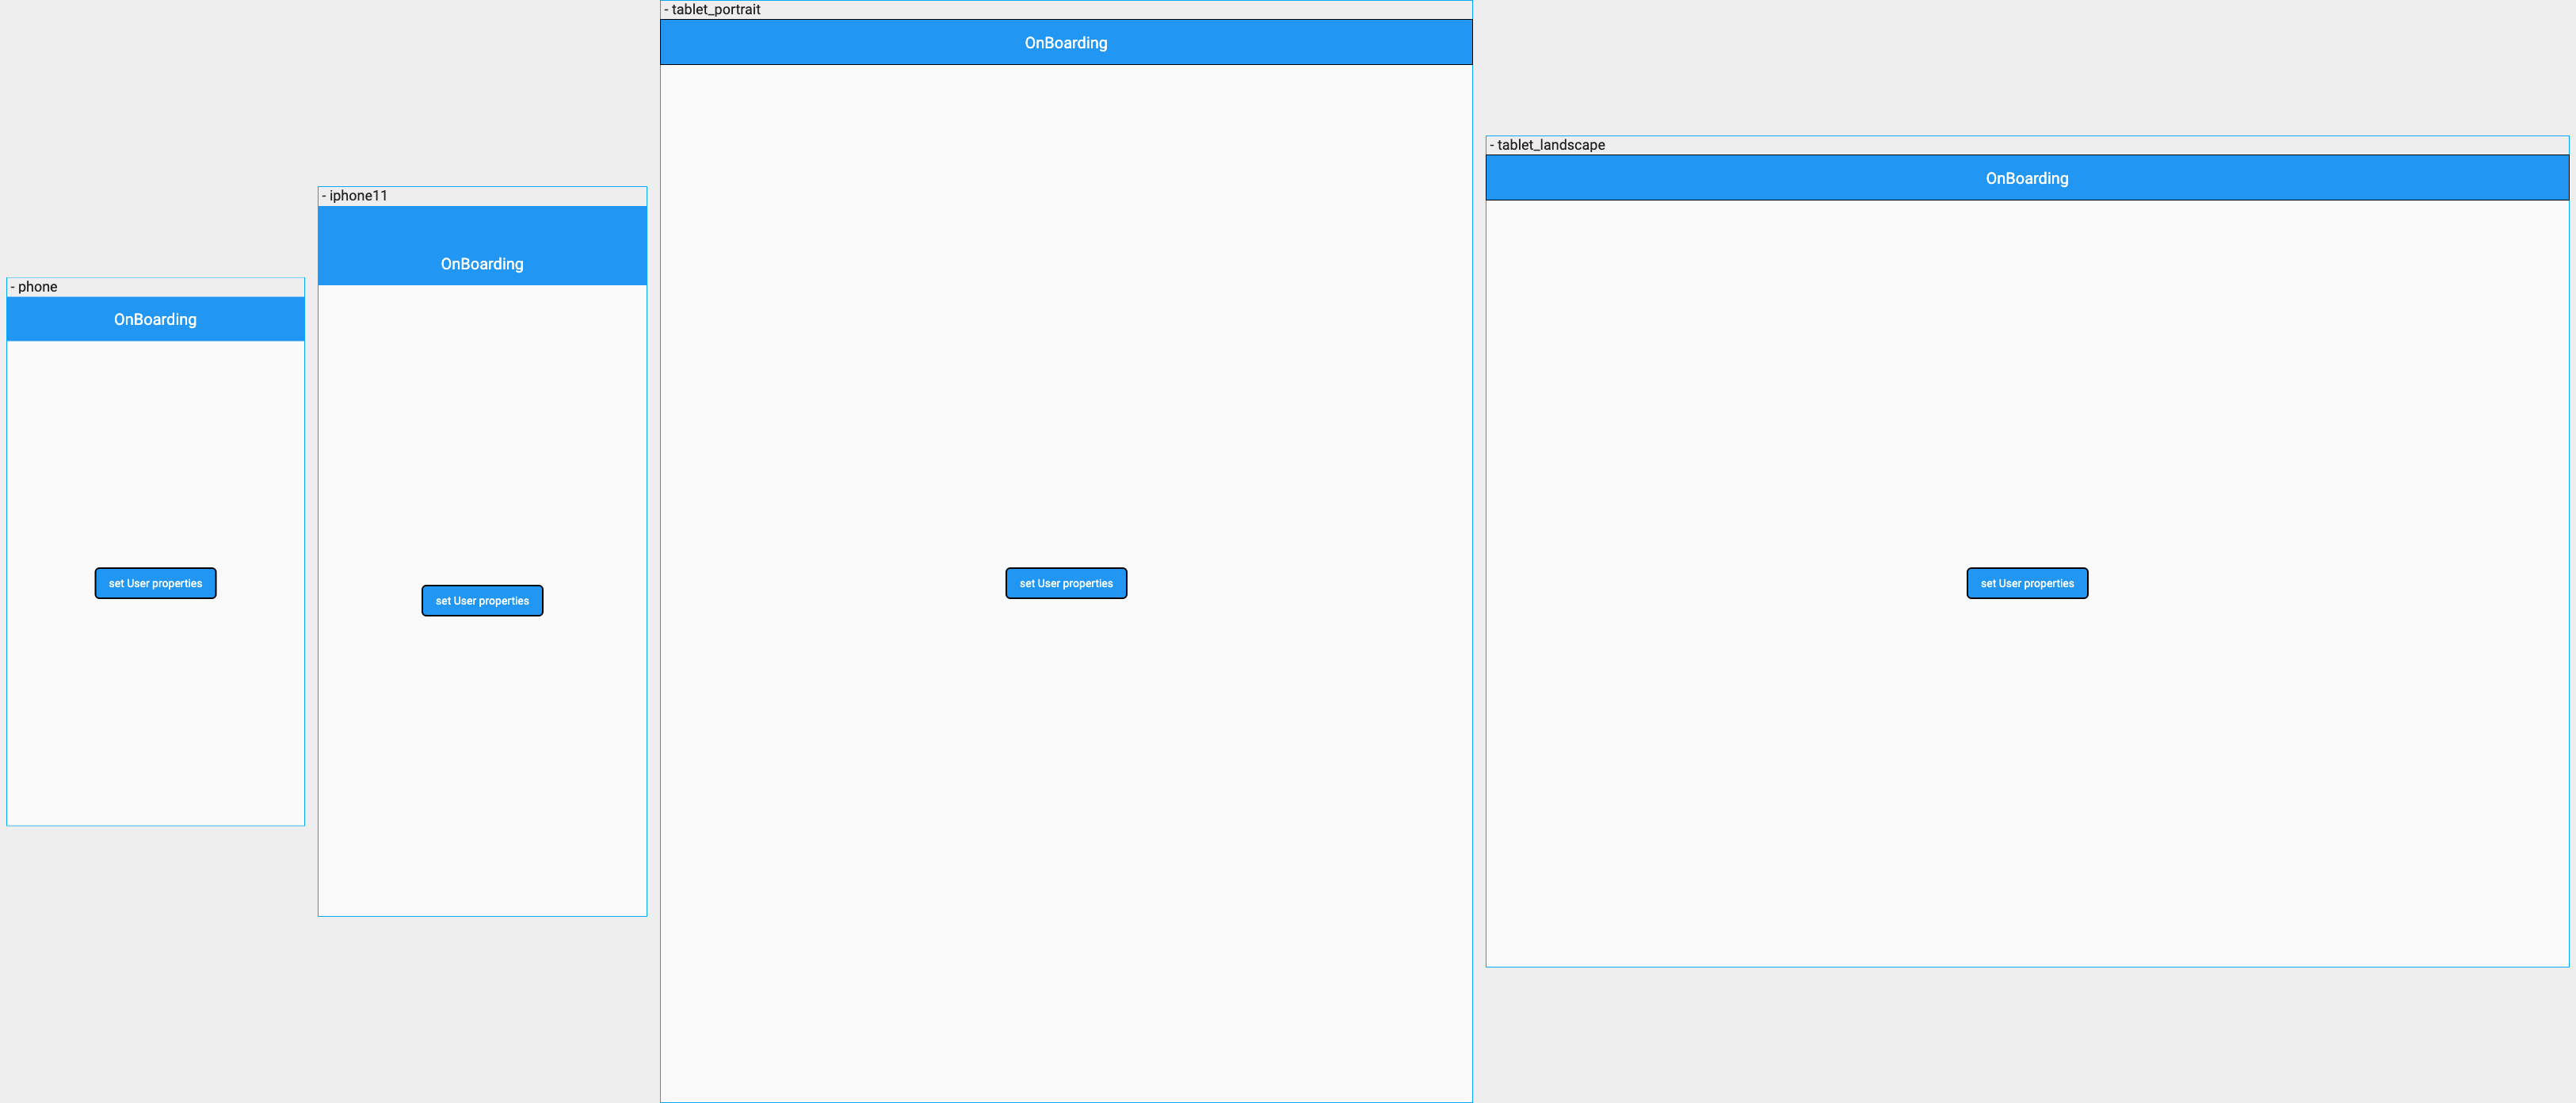 - phone
OnBoarding
set User properties
- iphone11
OnBoarding
set User properties
- tablet_portrait
OnBoarding
set User properties
- tablet_landscape
OnBoarding
set User properties